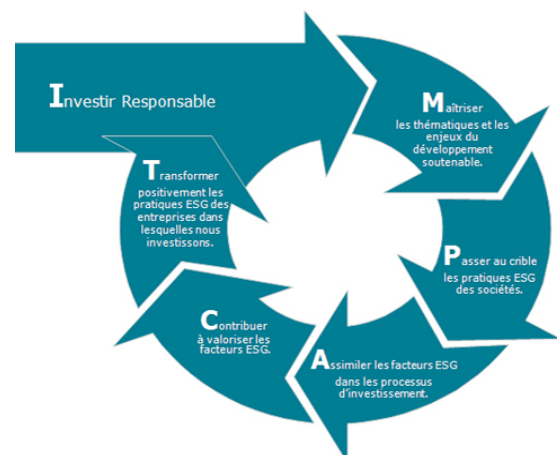 Investir Responsable
Maîtriser
les thématiques et les
enjeux du
développement
soutenable.
Passer au crible
les pratiques ESG
des sociétés.
Assimiler les facteurs ESG
dans les processus
d'investissement.
Contribuer
à valoriser les
facteurs ESG.
Transformer
positivement les
pratiques ESG des
entreprises dans
lesquelles nous
investissons.